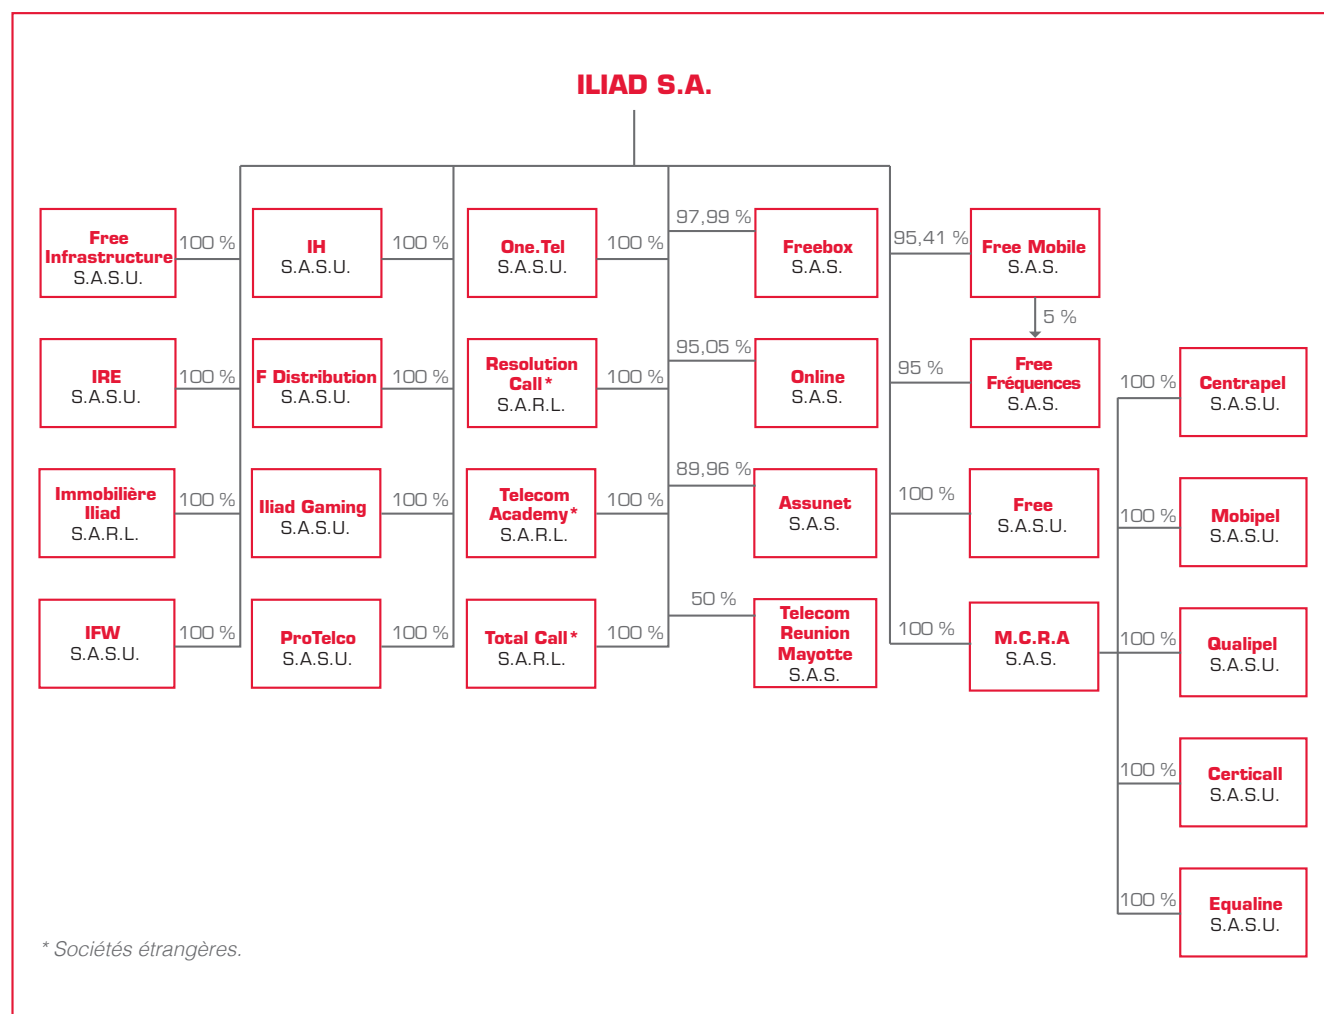 ILIAD S.A.
Free
Infrastructure
S.A.S.U.
100 %
IRE
S.A.S.U.
100 %
Immobilière
Iliad
S.A.R.L.
100 %
IFW
S.A.S.U.
100 %
IH
S.A.S.U.
100 %
F Distribution
S.A.S.U.
100 %
Iliad Gaming
S.A.S.U.
100 %
ProTelco
S.A.S.U.
100 %
One.Tel
S.A.S.U.
100 %
Resolution
Call*
S.A.R.L.
100 %
Telecom
Academy*
S.A.R.L.
100 %
Total Call*
S.A.R.L.
100 %
97,99 %
Freebox
S.A.S.
95,05 %
Online
S.A.S.
89,96 %
Assunet
S.A.S.
50 %
Telecom
Reunion
Mayotte
S.A.S.
95,41 %
Free Mobile
S.A.S.
5 %
95 %
Free
Fréquences
S.A.S.
100 %
Free
S.A.S.U.
100 %
M.C.R.A
S.A.S.
100 %
Centrapel
S.A.S.U.
100 %
Mobipel
S.A.S.U.
100 %
Qualipel
S.A.S.U.
100 %
Certicall
S.A.S.U.
100 %
Equaline
S.A.S.U.
* Sociétés étrangères.